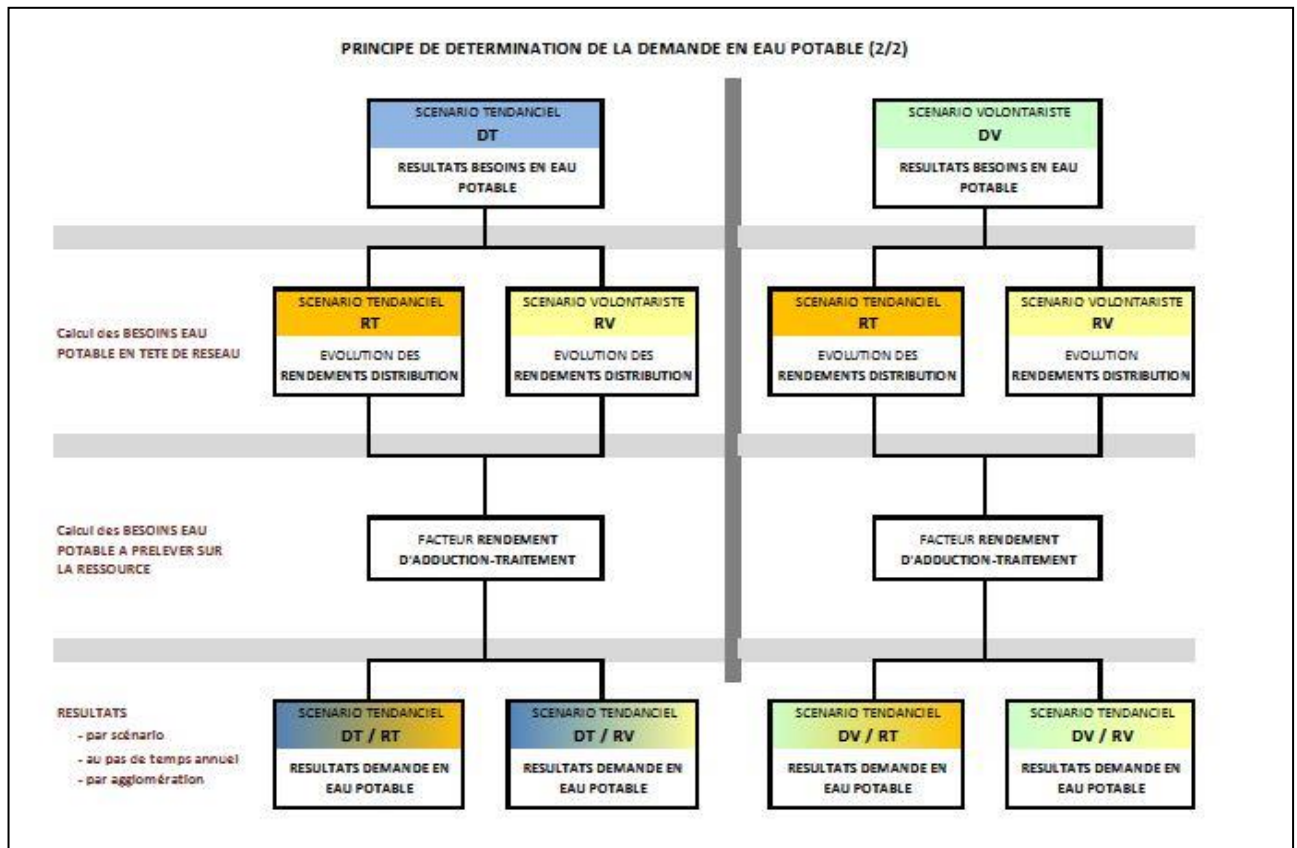 PRINCIPE DE DETERMINATION DE LA DEMANDE EN EAU POTABLE (2/2)
SCENARIO TENDANCIEL
DT
RESULTATS BESOINS EN EAU
POTABLE
SCENARIO VOLONTARISTE
DV
RESULTATS BESOINS EN EAU
POTABLE
Calcul des BESOINS EAU
POTABLE EN TETE DE RESEAU
SCENARIO TENDANCIEL
RT
EVOLUTION DES
RENDEMENTS DISTRIBUTION
SCENARIO VOLONTARISTE
RV
EVOLUTION DES
RENDEMENTS DISTRIBUTION
SCENARIO TENDANCIEL
RT
EVOLUTION DES
RENDEMENTS DISTRIBUTION
SCENARIO VOLONTARISTE
RV
EVOLUTION
RENDEMENTS DISTRIBUTION
Calcul des BESOINS EAU
POTABLE A PRELEVER SUR
LA RESSOURCE
FACTEUR RENDEMENT
D'ADDUCTION-TRAITEMENT
FACTEUR RENDEMENT
D'ADDUCTION-TRAITEMENT
RESULTATS
- par scénario
- au pas de temps annuel
- par agglomération
SCENARIO TENDANCIEL
DT / RT
RESULTATS DEMANDE EN
EAU POTABLE
SCENARIO TENDANCIEL
DT / RV
RESULTATS DEMANDE EN
EAU POTABLE
SCENARIO TENDANCIEL
DV / RT
RESULTATS DEMANDE EN
EAU POTABLE
SCENARIO TENDANCIEL
DV / RV
RESULTATS DEMANDE EN
EAU POTABLE